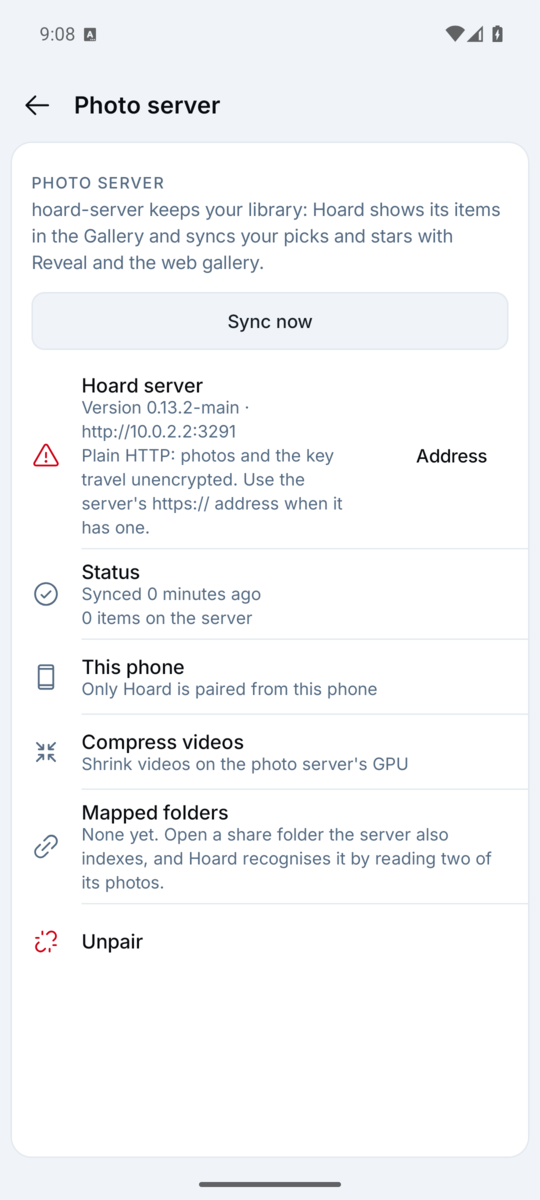 9:08
Photo server
PHOTO SERVER
hoard-server keeps your library: Hoard shows its items
in the Gallery and syncs your picks and stars with
Reveal and the web gallery.
Sync now
Hoard server
Version 0.13.2-main ·
http://10.0.2.2:3291
Plain HTTP: photos and the key
travel unencrypted. Use the
server's https:// address when it
has one.
Address
Status
Synced 0 minutes ago
0 items on the server
This phone
Only Hoard is paired from this phone
Compress videos
Shrink videos on the photo server's GPU
Mapped folders
None yet. Open a share folder the server also
indexes, and Hoard recognises it by reading two of
its photos.
Unpair